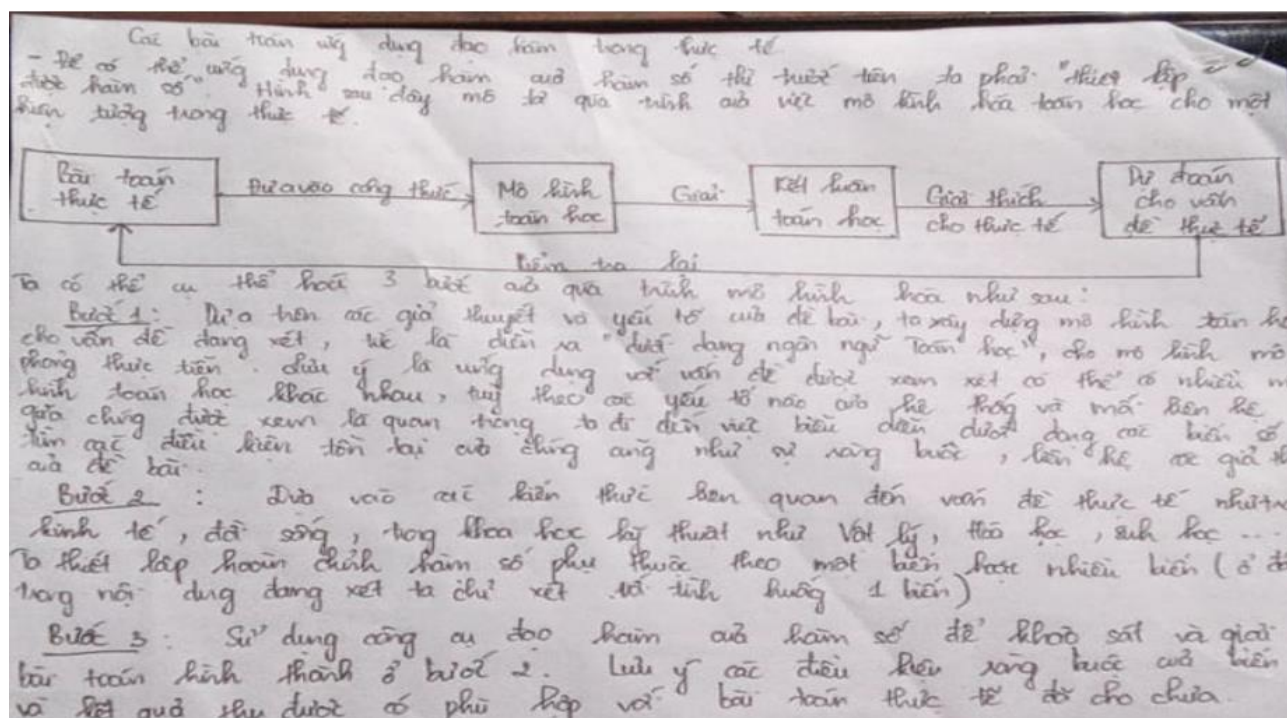 Các bài toán ứng dụng đạo hàm trong thực tế
- Để có thể ứng dụng đạo hàm của hàm số thì trước tiên ta phải "thiết lập
được hàm số". Hình sau đây mô tả quá trình của việc mô hình hóa toán học cho một
hiện tượng trong thực tế.
Bài toán
thực tế
Đưa vào công thức
Mô hình
toán học
Giải
Kết luận
toán học
Giải thích
cho thực tế
Dự đoán
cho vấn
đề thực tế
Kiểm tra lại
Ta có thể cụ thể hoá 3 bước của quá trình mô hình hóa như sau:
Bước 1: Dựa trên các giả thuyết và yếu tố của đề bài, ta xây dựng mô hình toán
cho vấn đề đang xét, tức là diễn ra "dưới dạng ngôn ngữ Toán học", cho mô hình mô
phỏng thực tiễn. Lưu ý là ứng dụng với vấn đề được xem xét có thể có nhiều
hình toán học khác nhau, tuỳ theo các yếu tố nào của hệ thống và mối liên hệ
giữa chúng được xem là quan trọng ta đi đến việc biểu diễn dưới dạng các biến số
tìm các điều kiện tồn tại của chúng cũng như sự ràng buộc, liên hệ các giả
của đề bài.
Bước 2: Dựa vào các kiến thức liên quan đến vấn đề thực tế như
kinh tế, đời sống, trong khoa học kỹ thuật như Vật lý, Hoá học, sinh học ...
Ta thiết lập hoàn chỉnh hàm số phụ thuộc theo một biến hoặc nhiều biến (ở
trong nội dung đang xét ta chỉ xét với tình huống 1 biến)
Bước 3: Sử dụng công cụ đạo hàm của hàm số để khảo sát và giải
bài toán hình thành ở bước 2. Lưu ý các điều kiện ràng buộc của biến
và kết quả thu được có phù hợp với bài toán thực tế đã cho chưa.